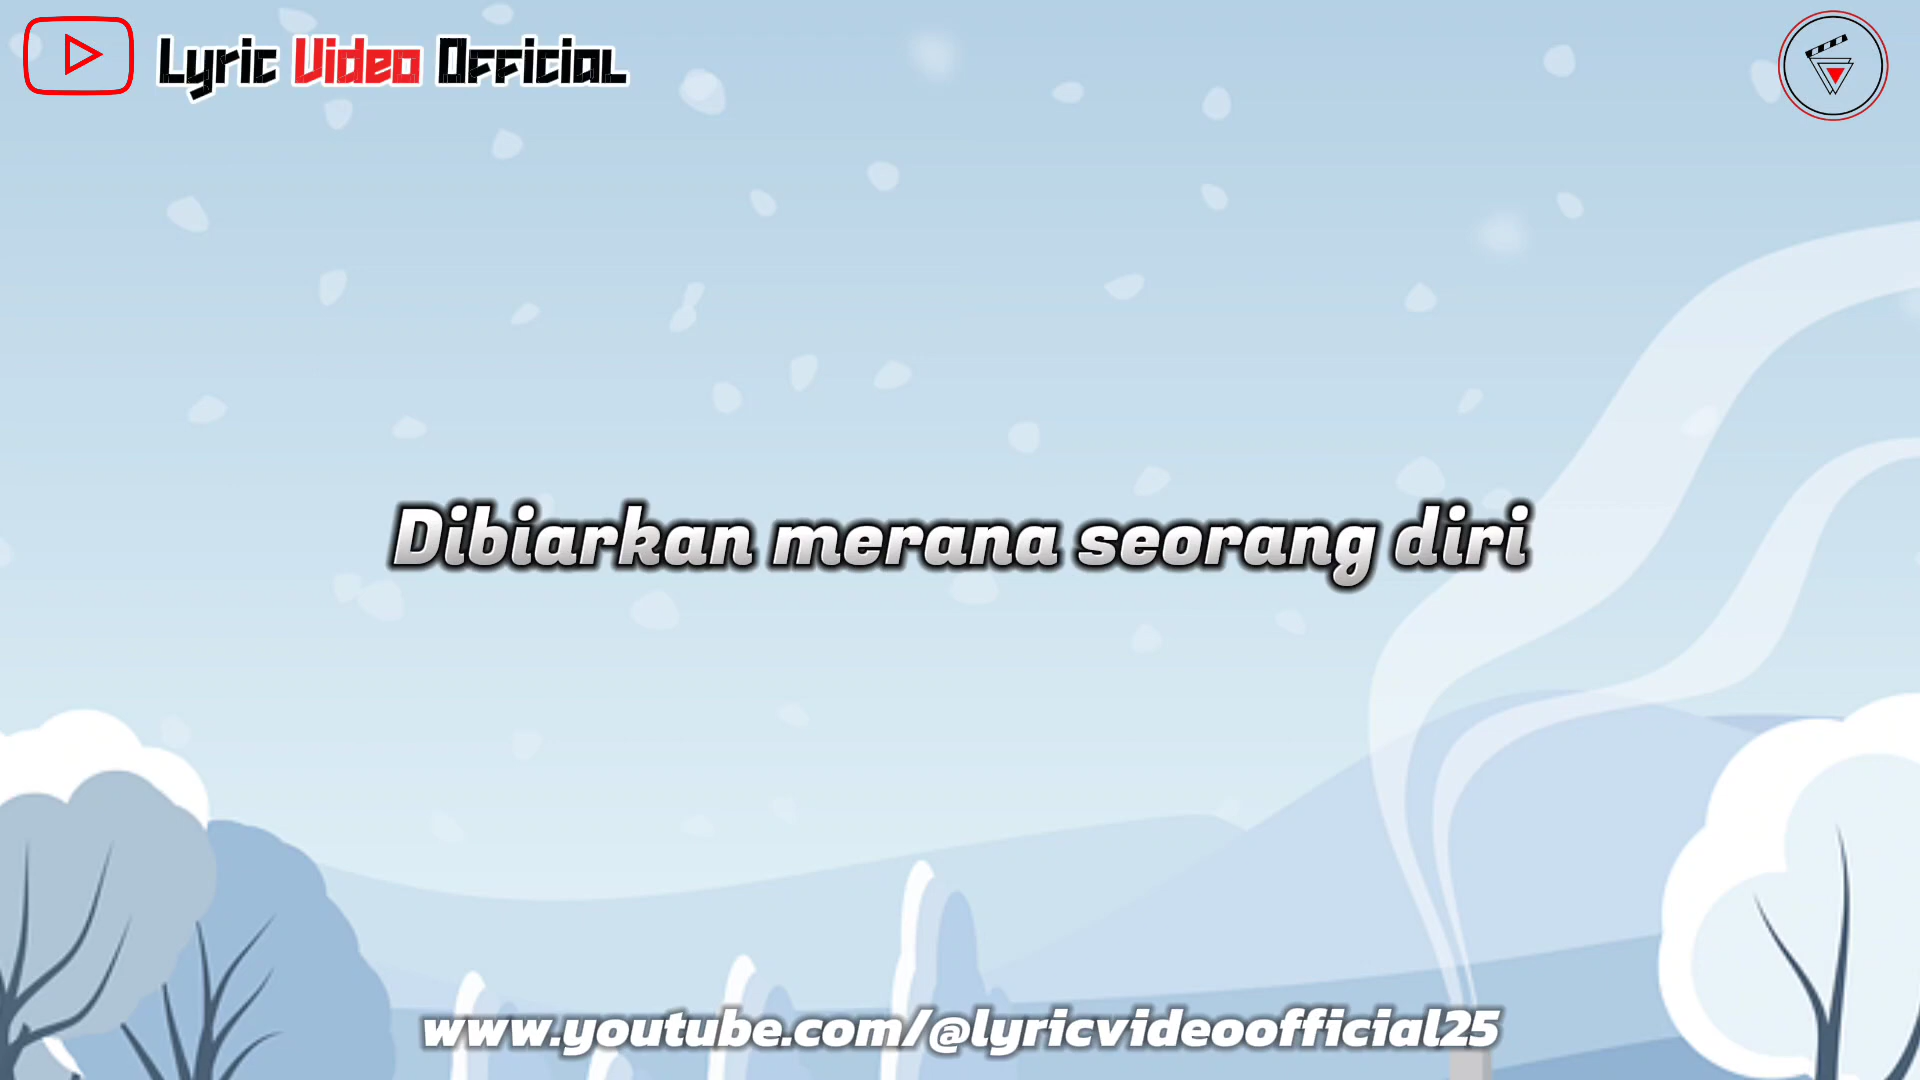 Lyric Video Official
Dibiarkan merana seorang diri
www.youtube.com/@lyricvideoofficial25